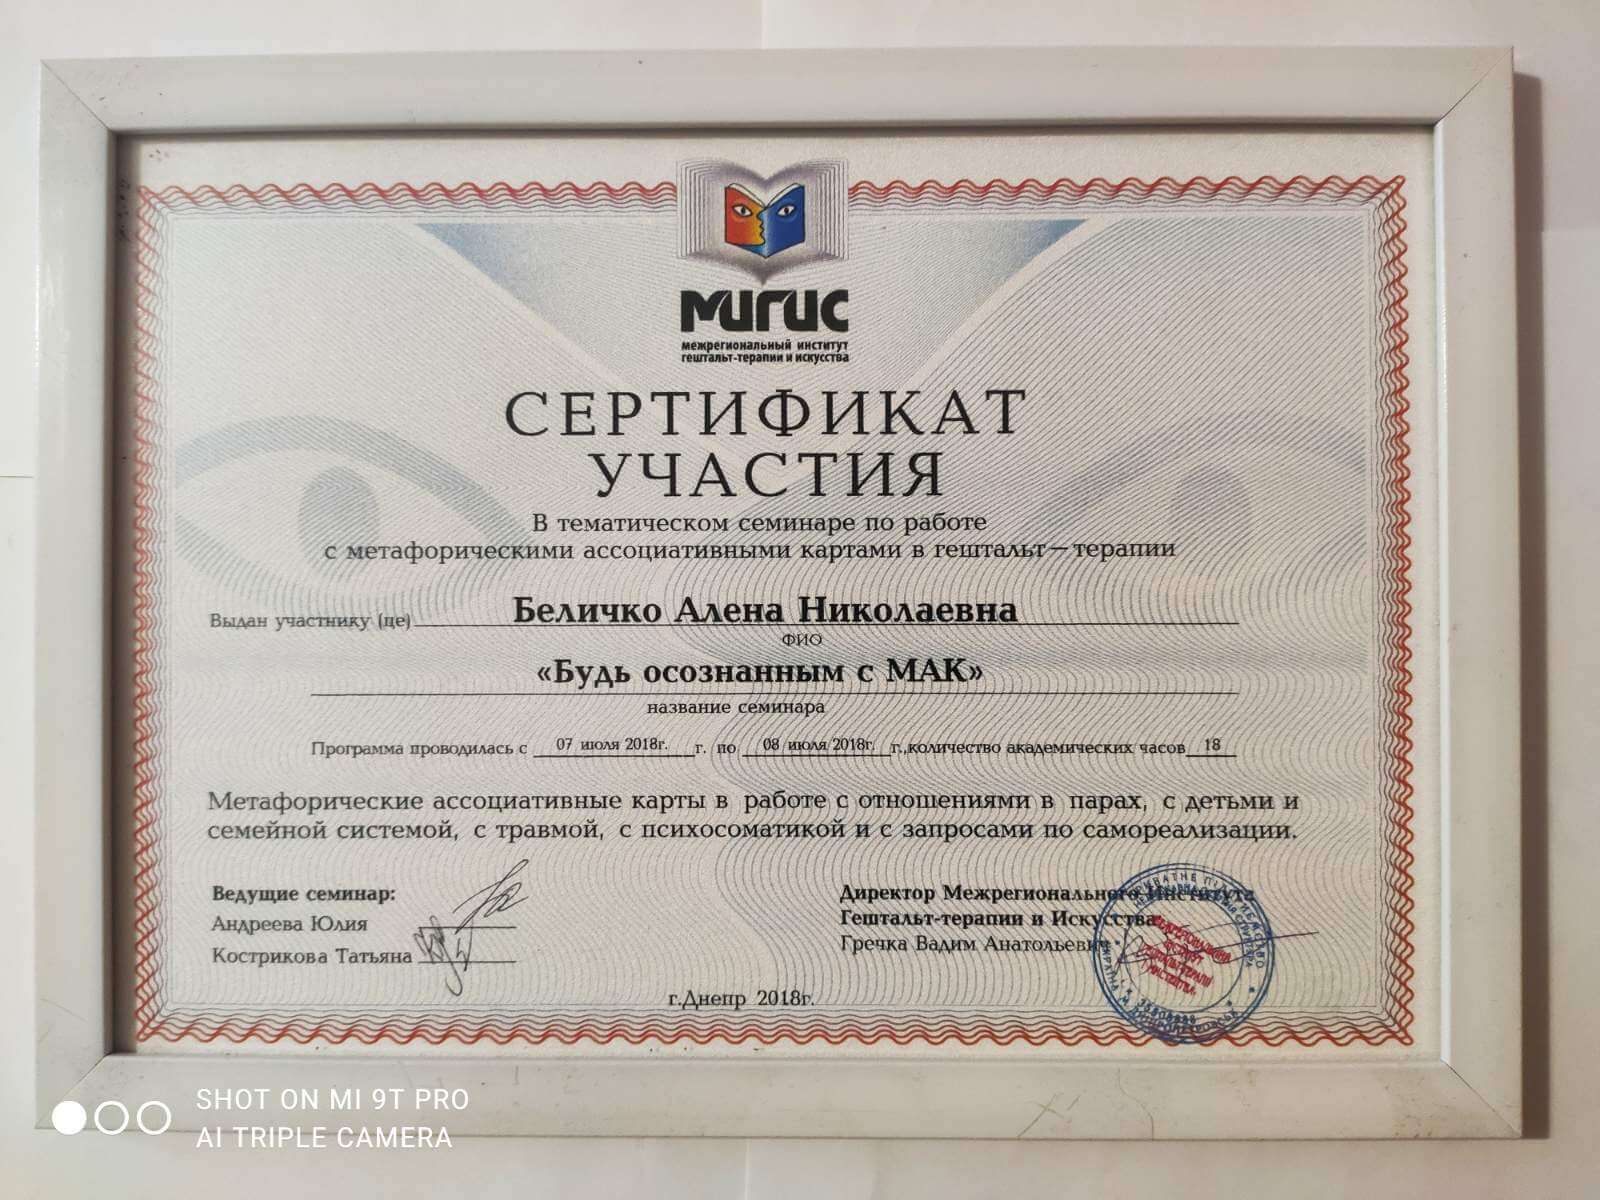 МИГИС
межрегиональный институт
гештальт-терапии и искусства
СЕРТИФИКАТ
УЧАСТИЯ
В тематическом семинаре по работе
с метафорическими ассоциативными картами в гештальт—терапии
Выдан участнику (це) Беличко Алена Николаевна
ФИО
«Будь осознанным с МАК»
название семинара
Программа проводилась с 07 июля 2018г. г. по 08 июля 2018г. г.,количество академических часов 18
Метафорические ассоциативные карты в работе с отношениями в парах, с детьми и
семейной системой, с травмой, с психосоматикой и с запросами по самореализации.
Ведущие семинар:
Андреева Юлия
Кострикова Татьяна
Директор Межрегионального Института
Гештальт-терапии и Искусства
Гречка Вадим Анатольевич
г.Днепр 2018г.
SHOT ON MI 9T PRO
AI TRIPLE CAMERA